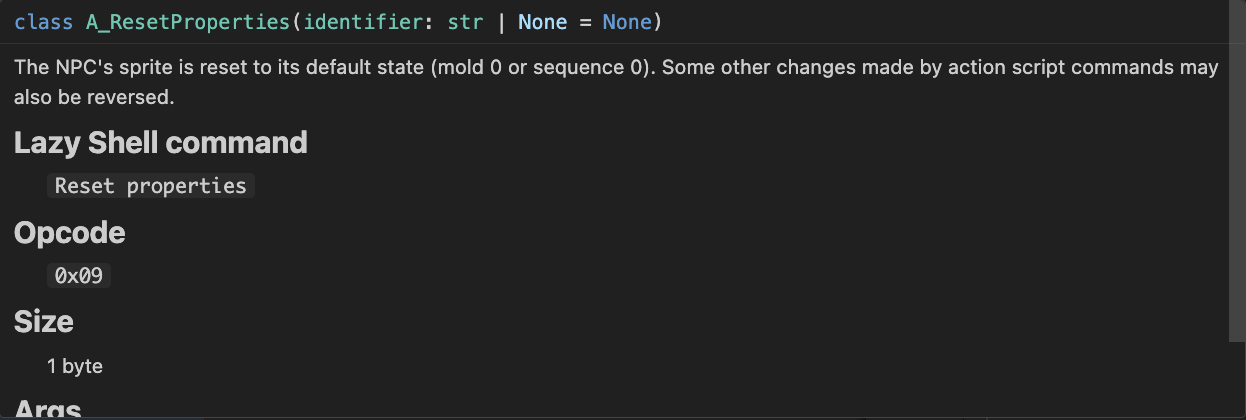 class A_ResetProperties(identifier: str | None = None)
The NPC's sprite is reset to its default state (mold 0 or sequence 0). Some other changes made by action script commands may
also be reversed.
Lazy Shell command
Reset properties
Opcode
0x09
Size
1 byte
Args